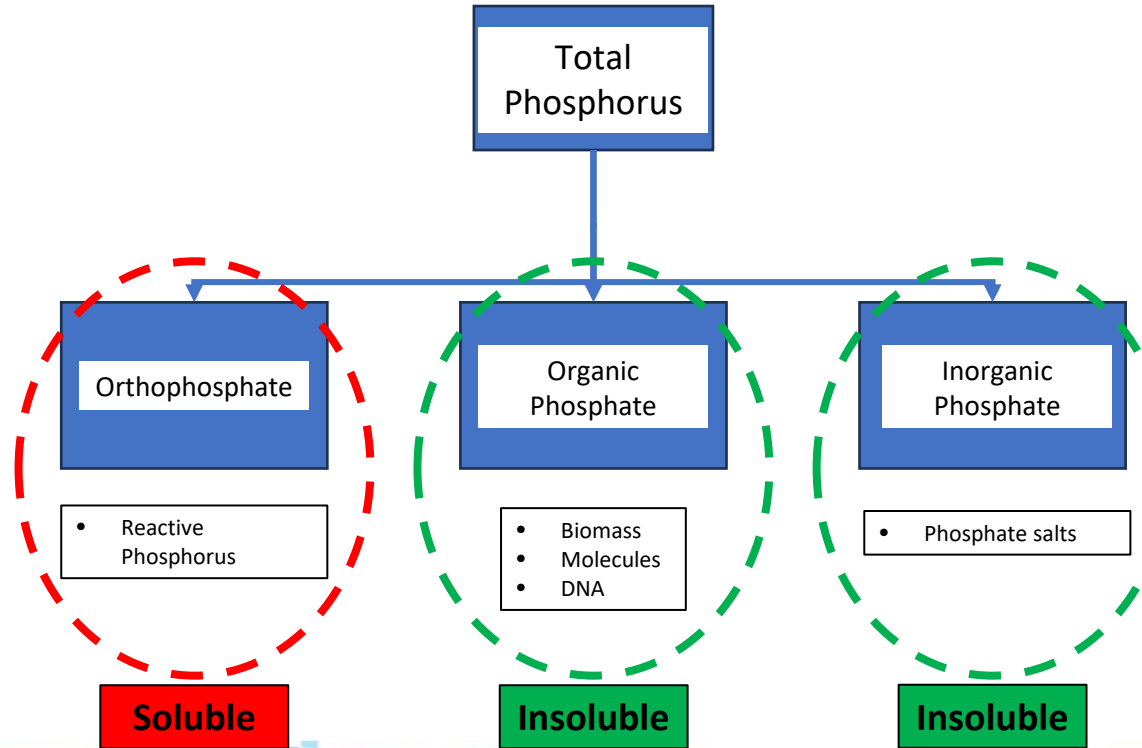 Total
Phosphorus
Orthophosphate
Organic
Phosphate
Inorganic
Phosphate
• Reactive
Phosphorus
• Biomass
• Molecules
• DNA
• Phosphate salts
Soluble
Insoluble
Insoluble